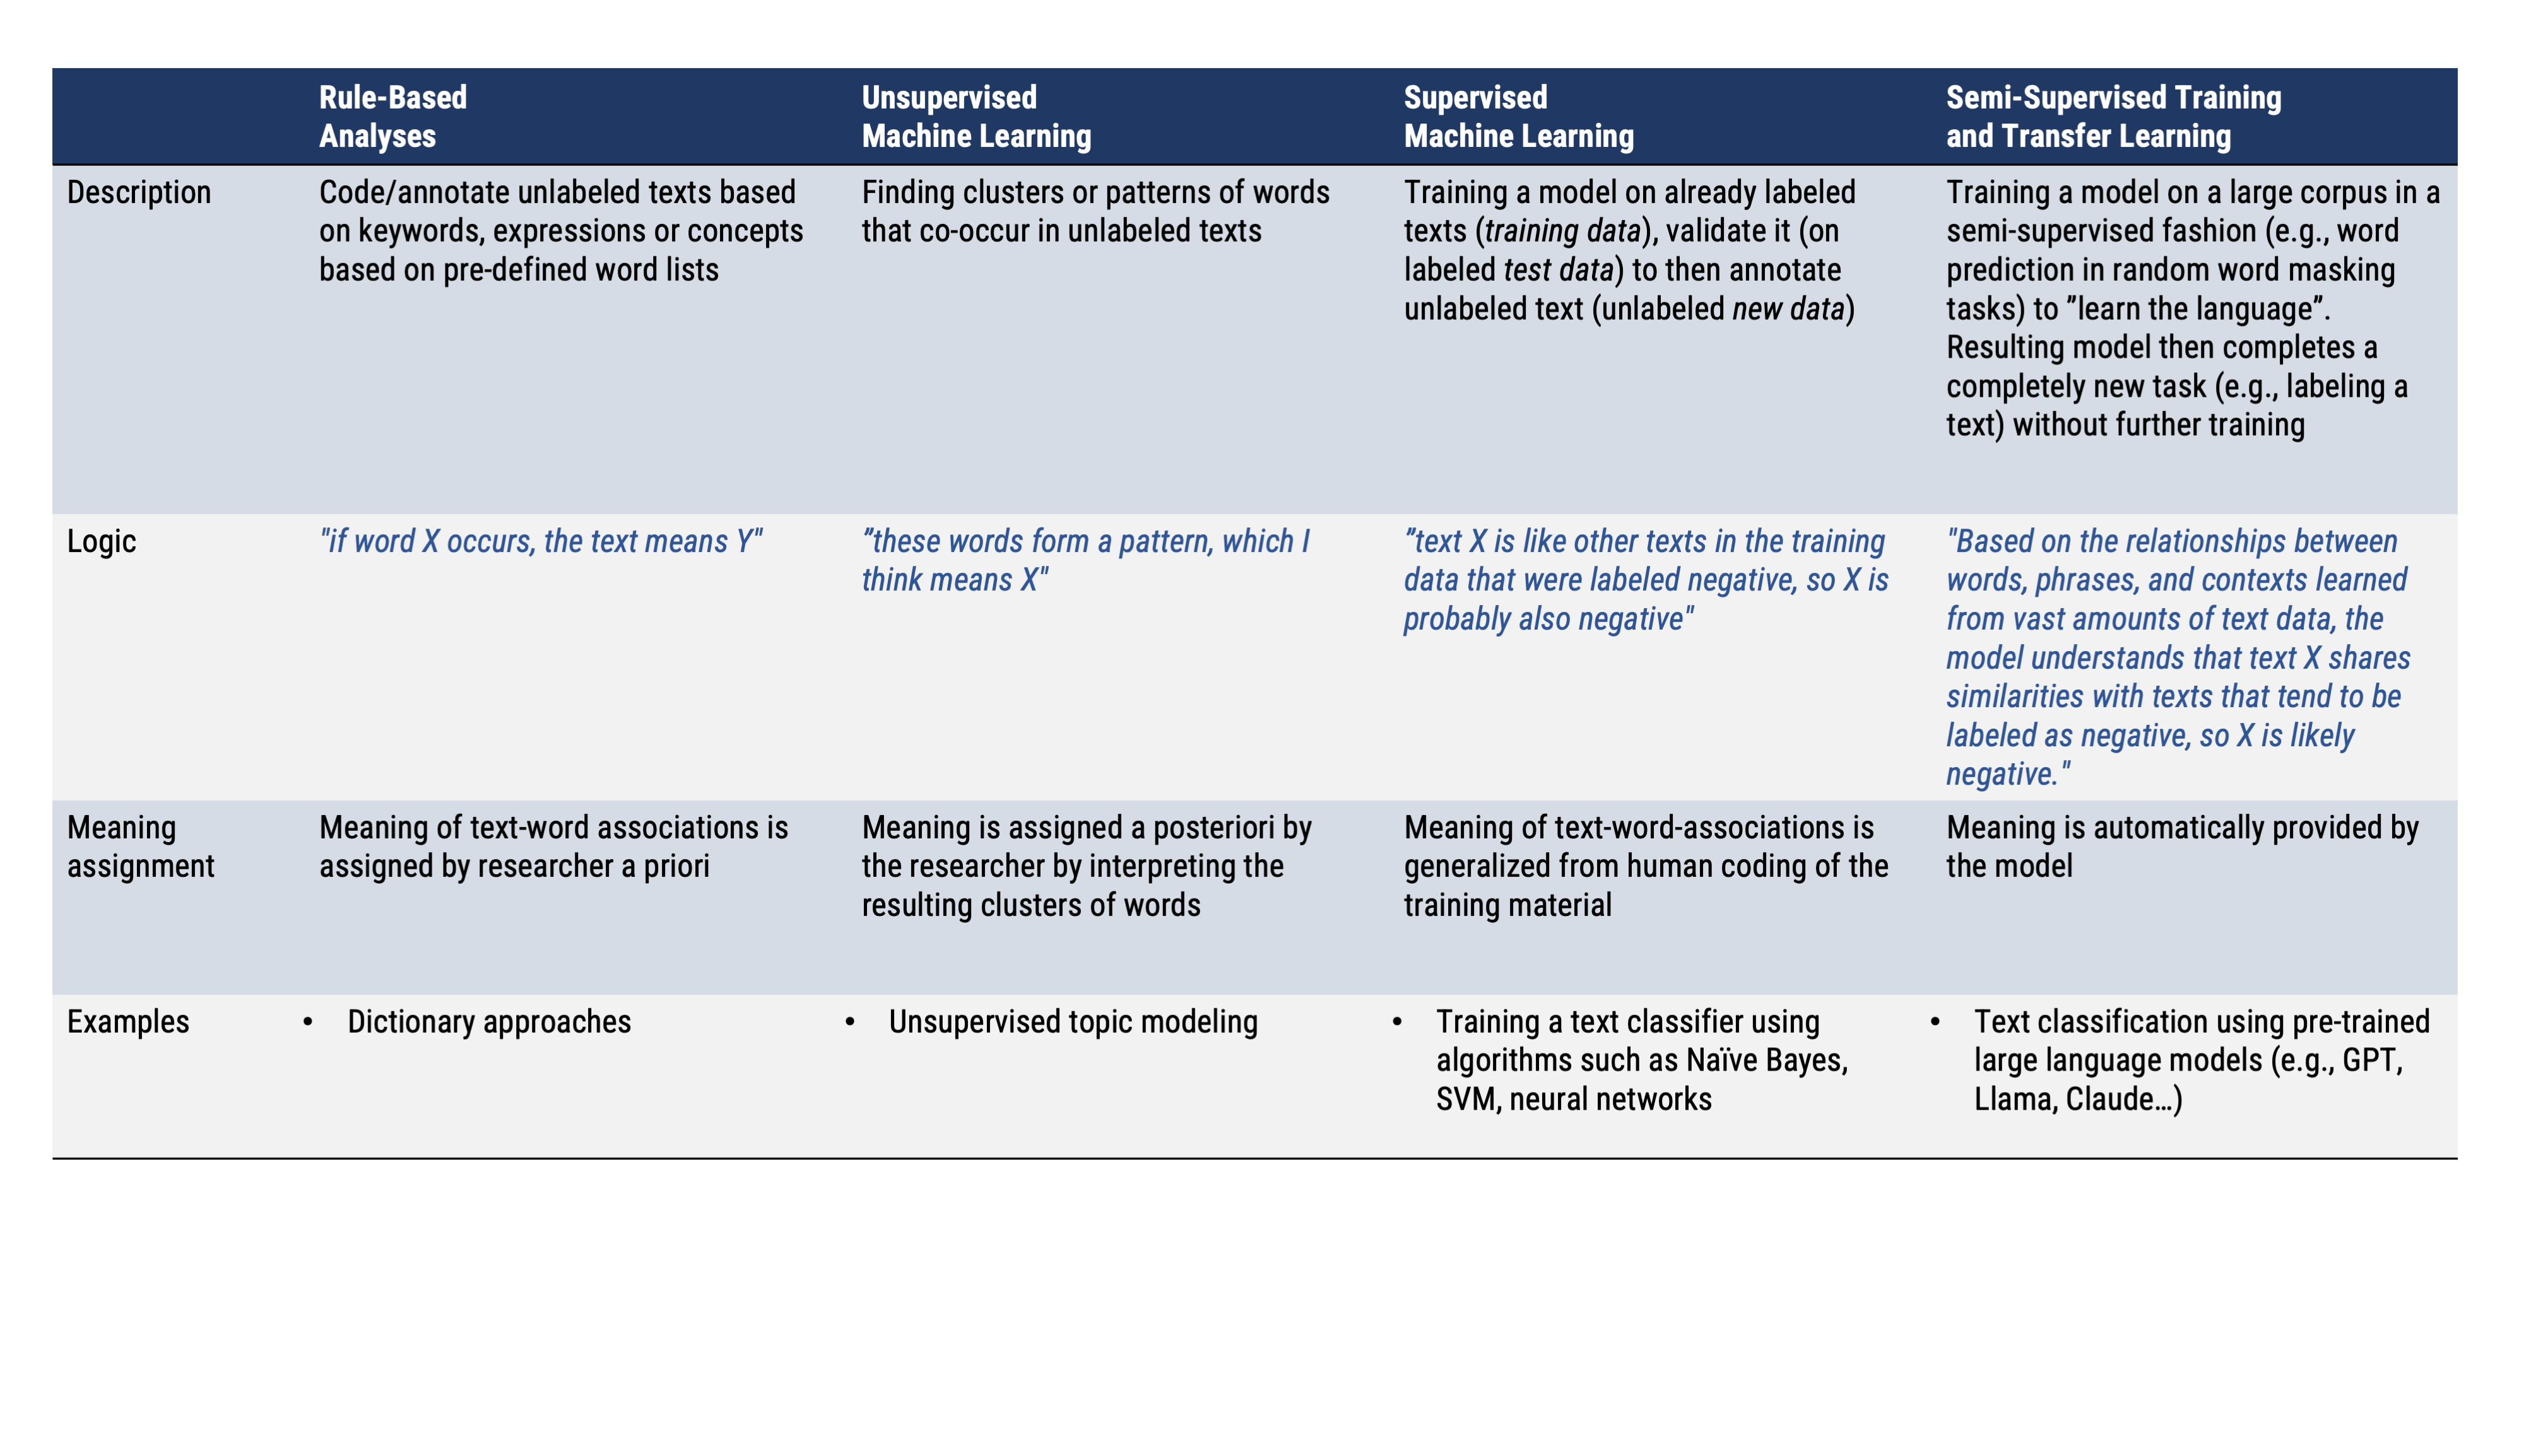 Rule-Based
Analyses
Unsupervised
Machine Learning
Supervised
Machine Learning
Semi-Supervised Training
and Transfer Learning
Description
Code/annotate unlabeled texts based
on keywords, expressions or concepts
based on pre-defined word lists
Finding clusters or patterns of words
that co-occur in unlabeled texts
Training a model on already labeled
texts (training data), validate it (on
labeled test data) to then annotate
unlabeled text (unlabeled new data)
Training a model on a large corpus in a
semi-supervised fashion (e.g., word
prediction in random word masking
tasks) to ”learn the language”.
Resulting model then completes a
completely new task (e.g., labeling a
text) without further training
Logic
"if word X occurs, the text means Y"
”these words form a pattern, which I
think means X"
”text X is like other texts in the training
data that were labeled negative, so X is
probably also negative"
"Based on the relationships between
words, phrases, and contexts learned
from vast amounts of text data, the
model understands that text X shares
similarities with texts that tend to be
labeled as negative, so X is likely
negative."
Meaning
assignment
Meaning of text-word associations is
assigned by researcher a priori
Meaning is assigned a posteriori by
the researcher by interpreting the
resulting clusters of words
Meaning of text-word-associations is
generalized from human coding of the
training material
Meaning is automatically provided by
the model
Examples
• Dictionary approaches
• Unsupervised topic modeling
• Training a text classifier using
algorithms such as Naïve Bayes,
SVM, neural networks
• Text classification using pre-trained
large language models (e.g., GPT,
Llama, Claude…)